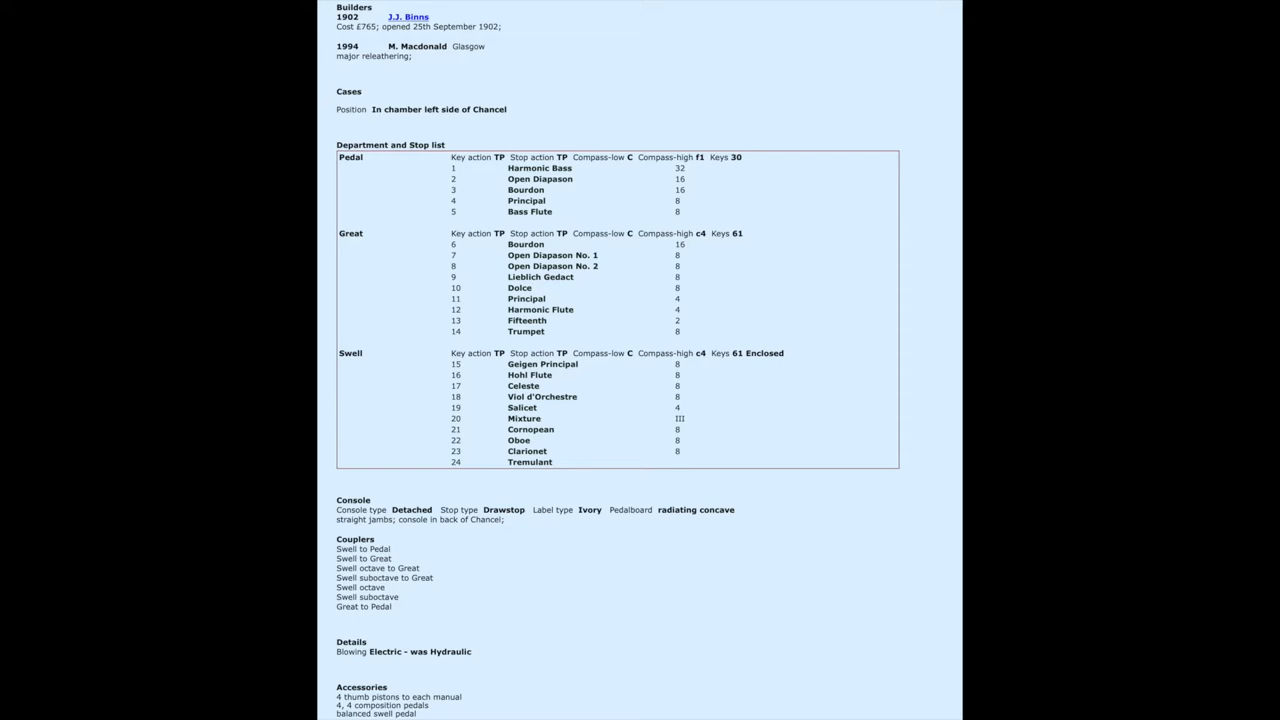 Builders
1902 J.J. Binns
Cost £765; opened 25th September 1902;
1994 M. Macdonald Glasgow
major releathering;
Cases
Position In chamber left side of Chancel
Department and Stop list
Pedal Key action TP Stop action TP Compass-low C Compass-high f1 Keys 30
1 Harmonic Bass 32
2 Open Diapason 16
3 Bourdon 16
4 Principal 8
5 Bass Flute 8
Great Key action TP Stop action TP Compass-low C Compass-high c4 Keys 61
6 Bourdon 16
7 Open Diapason No. 1 8
8 Open Diapason No. 2 8
9 Lieblich Gedact 8
10 Dolce 8
11 Principal 4
12 Harmonic Flute 4
13 Fifteenth 2
14 Trumpet 8
Swell Key action TP Stop action TP Compass-low C Compass-high c4 Keys 61 Enclosed
15 Geigen Principal 8
16 Hohl Flute 8
17 Celeste 8
18 Viol d'Orchestre 8
19 Salicet 4
20 Mixture III
21 Cornopean 8
22 Oboe 8
23 Clarionet 8
24 Tremulant
Console
Console type Detached Stop type Drawstop Label type Ivory Pedalboard radiating concave
straight jambs; console in back of Chancel;
Couplers
Swell to Pedal
Swell to Great
Swell octave to Great
Swell suboctave to Great
Swell octave
Swell suboctave
Great to Pedal
Details
Blowing Electric - was Hydraulic
Accessories
4 thumb pistons to each manual
4, 4 composition pedals
balanced swell pedal